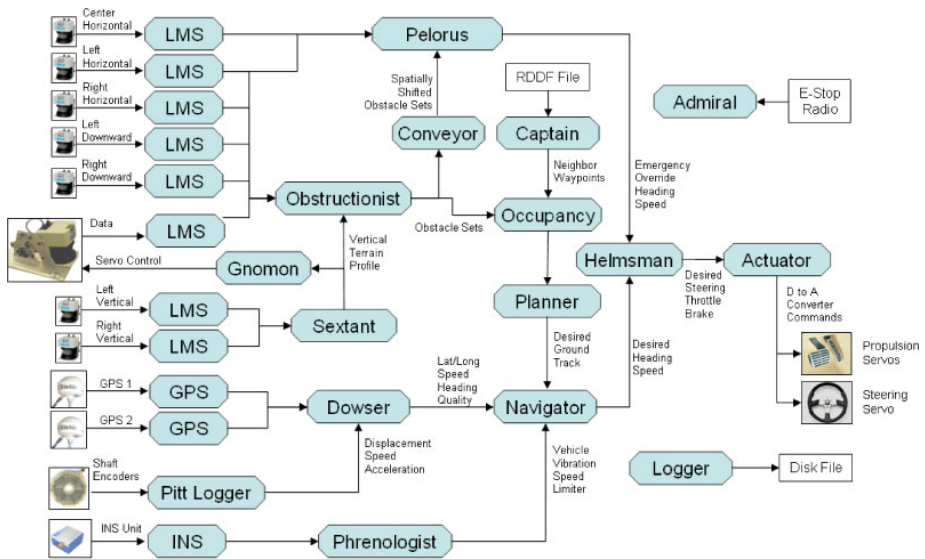 Center
Horizontal
LMS
Pelorus
Left
Horizontal
LMS
Right
Horizontal
LMS
Left
Downward
LMS
Right
Downward
LMS
Spatially
Shifted
Obstacle Sets
RDDF File
Admiral
E-Stop
Radio
Conveyor
Captain
Neighbor
Waypoints
Emergency
Override
Heading
Speed
Obstructionist
Obstacle Sets
Occupancy
Data
LMS
Servo Control
Gnomon
Vertical
Terrain
Profile
Helmsman
Desired
Steering
Throttle
Brake
Actuator
D to A
Converter
Commands
Left
Vertical
LMS
Right
Vertical
LMS
Sextant
Planner
Desired
Ground
Track
Desired
Heading
Speed
Propulsion
Servos
Steering
Servo
GPS 1
GPS
GPS 2
GPS
Dowser
Lat/Long
Speed
Heading
Quality
Navigator
Shaft
Encoders
Pitt Logger
Displacement
Speed
Acceleration
Vehicle
Vibration
Speed
Limiter
Logger
Disk File
INS Unit
INS
Phrenologist